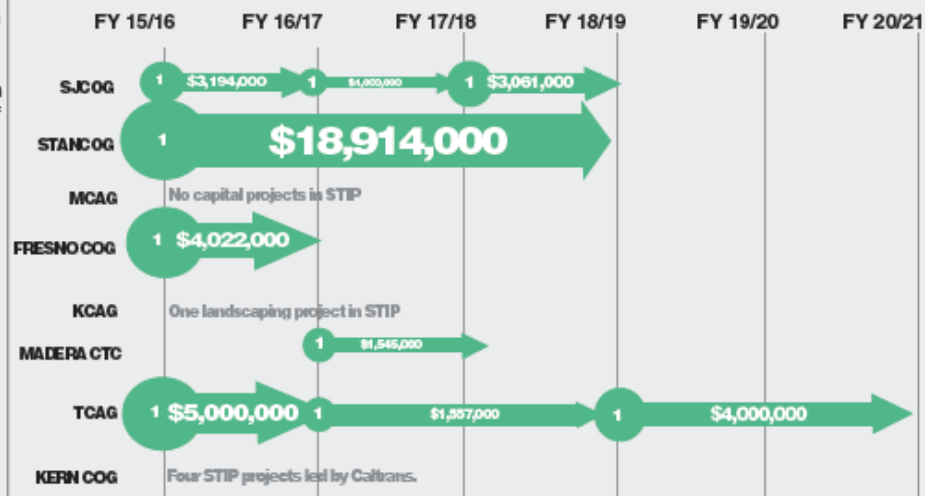 FY 15/16 FY 16/17 FY 17/18 FY 18/19 FY 19/20 FY 20/21
SJCOG 1 $3,194,000 1 $1,000,000 1 $3,061,000
STANCOG 1 $18,914,000
MCAG No capital projects in STIP
FRESNO COG 1 $4,022,000
KCAG One landscaping project in STIP
MADERA CTC 1 $1,545,000
TCAG 1 $5,000,000 1 $1,557,000 1 $4,000,000
KERN COG Four STIP projects led by Caltrans.